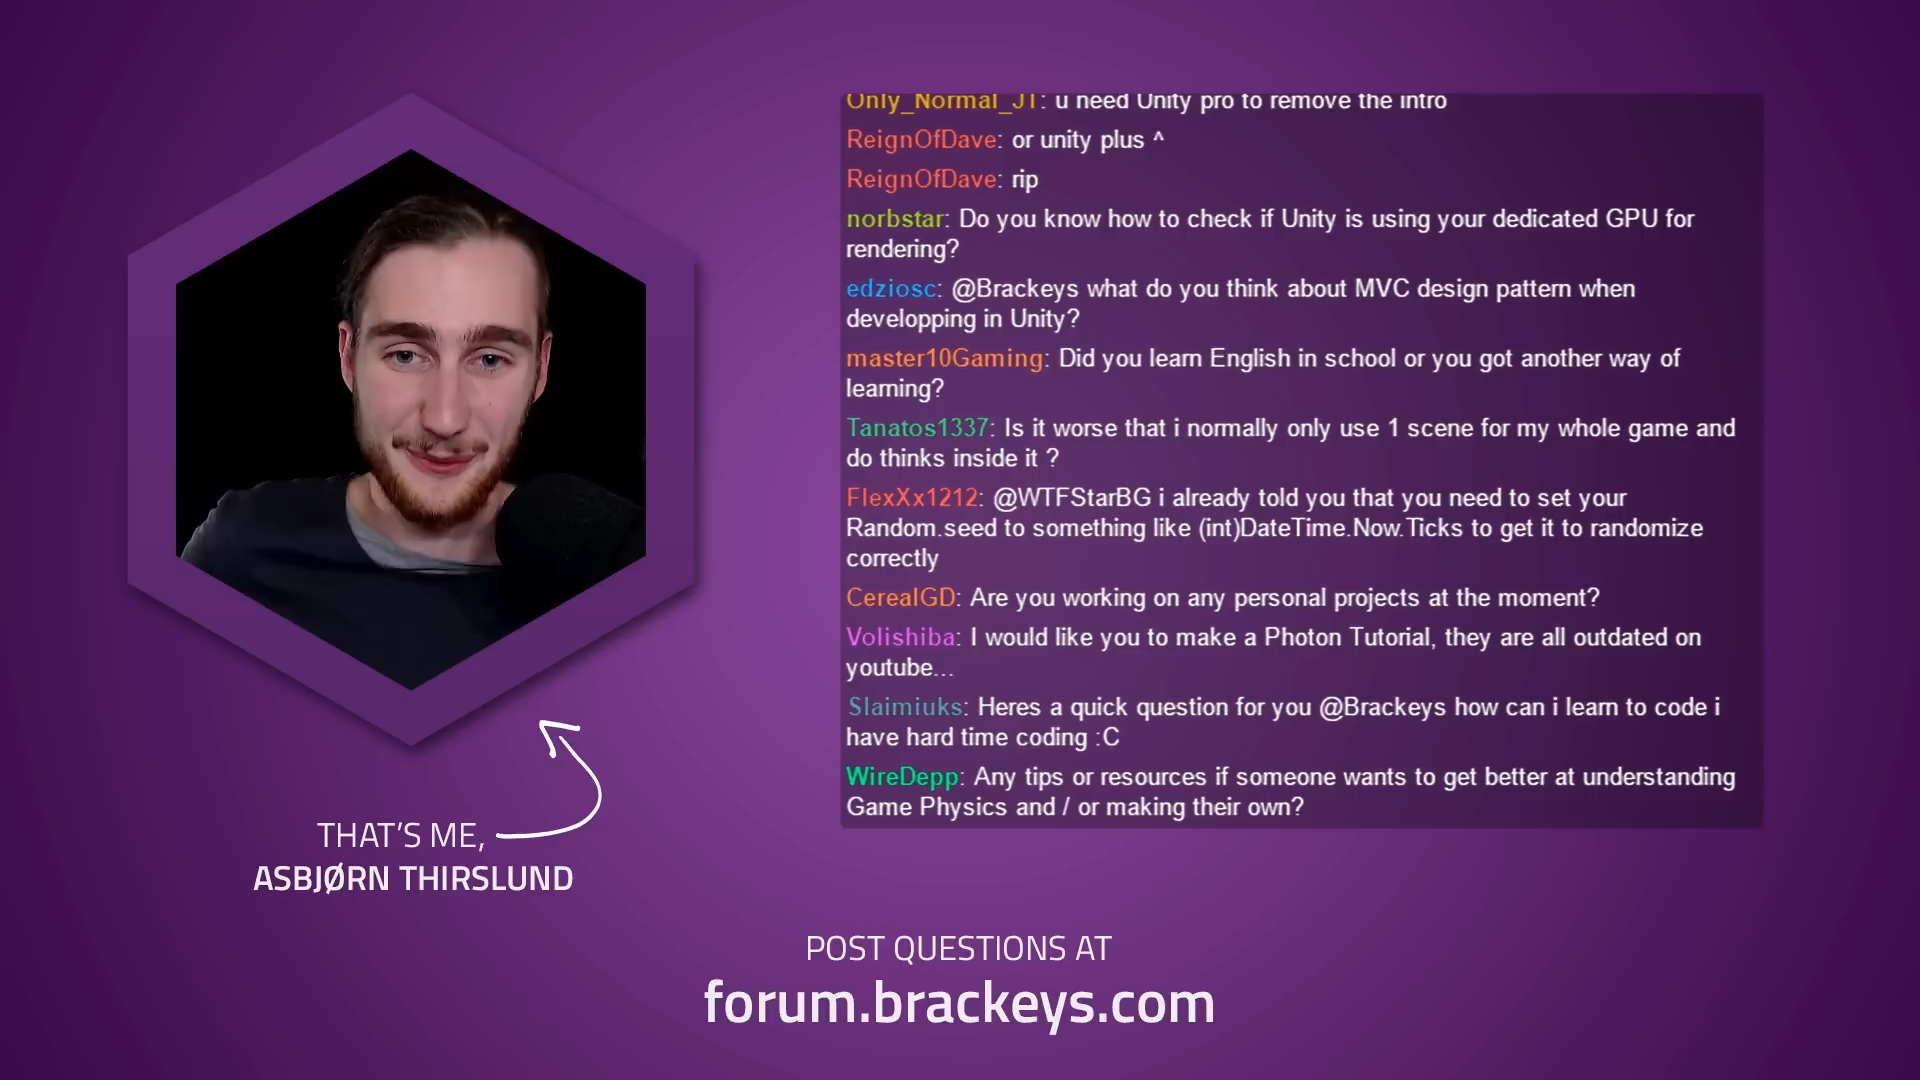 Only_Normal_JT: u need Unity pro to remove the intro
ReignOfDave: or unity plus ^
ReignOfDave: rip
norbstar: Do you know how to check if Unity is using your dedicated GPU for
rendering?
edziosc: @Brackeys what do you think about MVC design pattern when
developping in Unity?
master10Gaming: Did you learn English in school or you got another way of
learning?
Tanatos1337: Is it worse that i normally only use 1 scene for my whole game and
do thinks inside it ?
FlexXx1212: @WTFStarBG i already told you that you need to set your
Random.seed to something like (int)DateTime.Now.Ticks to get it to randomize
correctly
CerealGD: Are you working on any personal projects at the moment?
Volishiba: I would like you to make a Photon Tutorial, they are all outdated on
youtube...
Slaimiuks: Heres a quick question for you @Brackeys how can i learn to code i
have hard time coding :C
WireDepp: Any tips or resources if someone wants to get better at understanding
Game Physics and / or making their own?
THAT'S ME,
ASBJØRN THIRSLUND
POST QUESTIONS AT
forum.brackeys.com